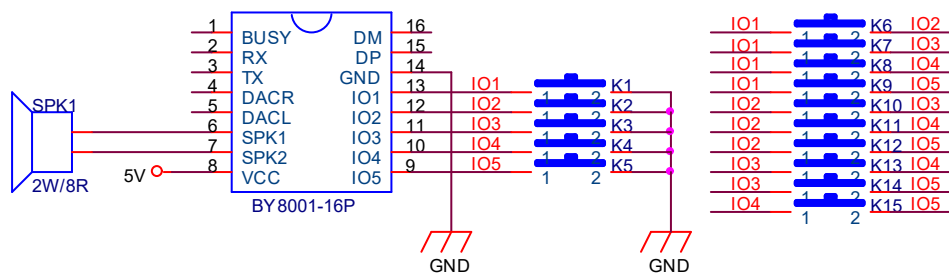 1 BUSY DM 16
2 RX DP 15
3 TX GND 14
4 DACR IO1 13 IO1 1 2 K1
5 DACL IO2 12 IO2 1 2 K2
6 SPK1 IO3 11 IO3 1 2 K3
7 SPK2 IO4 10 IO4 1 2 K4
8 VCC IO5 9 IO5 1 2 K5
SPK1
2W/8R
5V
BY8001-16P
GND
GND
IO1 1 2 K6 IO2
IO1 1 2 K7 IO3
IO1 1 2 K8 IO4
IO1 1 2 K9 IO5
IO2 1 2 K10 IO3
IO2 1 2 K11 IO4
IO2 1 2 K12 IO5
IO3 1 2 K13 IO4
IO3 1 2 K14 IO5
IO4 1 2 K15 IO5